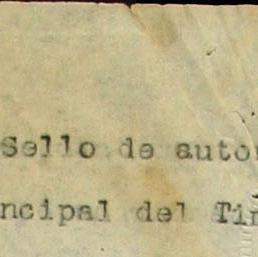 Sello de auto
ncipal del Ti